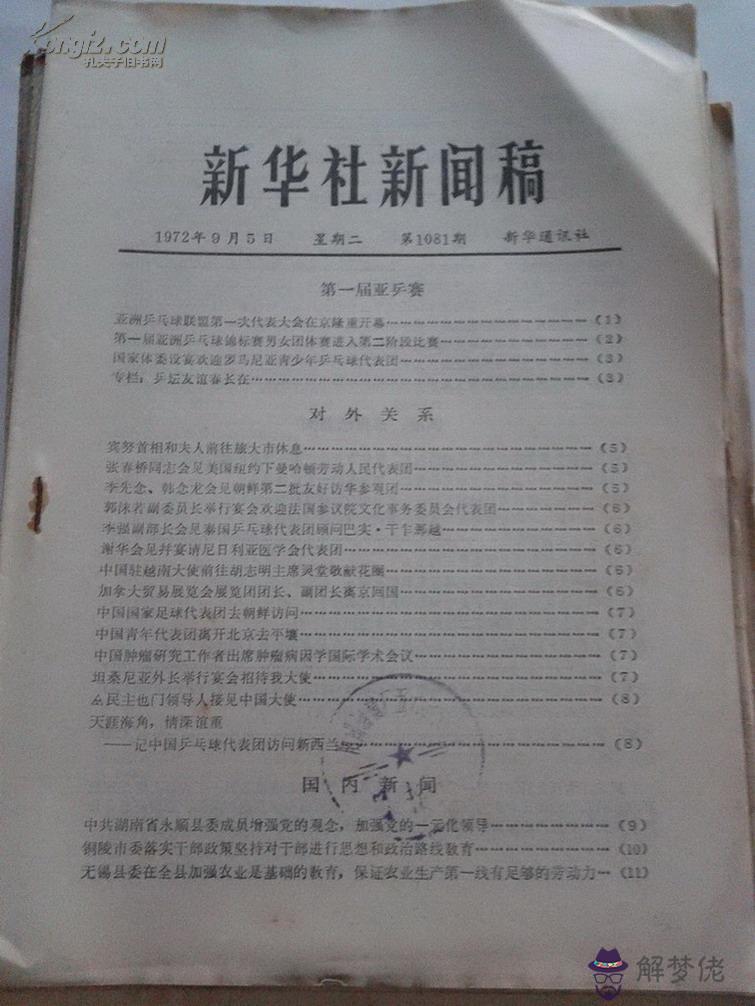 kongfz.com
孔夫子旧书网
新华社新闻稿
1972年9月5日 星期二 第1081期 新华通讯社
第一届亚乒赛
亚洲乒乓球联盟第一次代表大会在京隆重开幕……(1)
第一届亚洲乒乓球锦标赛男女团体赛进入第二阶段比赛……(2)
国家体委设宴欢迎罗马尼亚青少年乒乓球代表团……(3)
专栏：乒坛友谊春长在……(3)
对外关系
宾努首相和夫人前往旅大市休息……(5)
张春桥同志会见美国纽约下曼哈顿劳动人民代表团……(5)
李先念、韩念龙会见朝鲜第二批友好访华参观团……(5)
郭沫若副委员长举行宴会欢迎法国参议院文化事务委员会代表团……(6)
李强副部长会见泰国乒乓球代表团顾问巴实·干乍那越……(6)
谢华会见并宴请尼日利亚医学会代表团……(6)
中国驻越南大使前往胡志明主席灵堂敬献花圈……(6)
加拿大贸易展览会展览团团长、副团长离京回国……(6)
中国国家足球代表团去朝鲜访问……(7)
中国青年代表团离开北京去平壤……(7)
中国肿瘤研究工作者出席肿瘤病因学国际学术会议……(7)
坦桑尼亚外长举行宴会招待我大使……(7)
△民主也门领导人接见中国大使……(8)
天涯海角，情深谊重
——记中国乒乓球代表团访问新西兰……(8)
国内新闻
中共湖南省永顺县委成员增强党的观念，加强党的一元化领导……(9)
铜陵市委落实干部政策坚持对干部进行思想和政治路线教育……(10)
无锡县委在全县加强农业是基础的教育，保证农业生产第一线有足够的劳动力…(11)
解梦佬